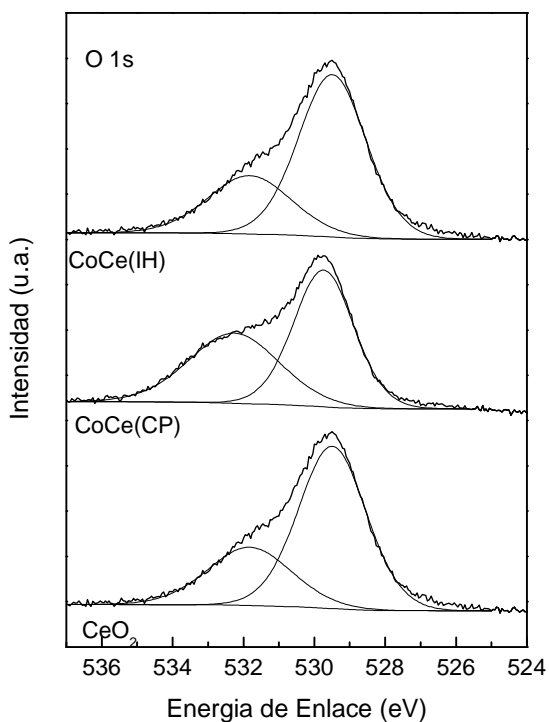 O 1s
CoCe(IH)
CoCe(CP)
CeO₂
Intensidad (u.a.)
536 534 532 530 528 526 524
Energia de Enlace (eV)